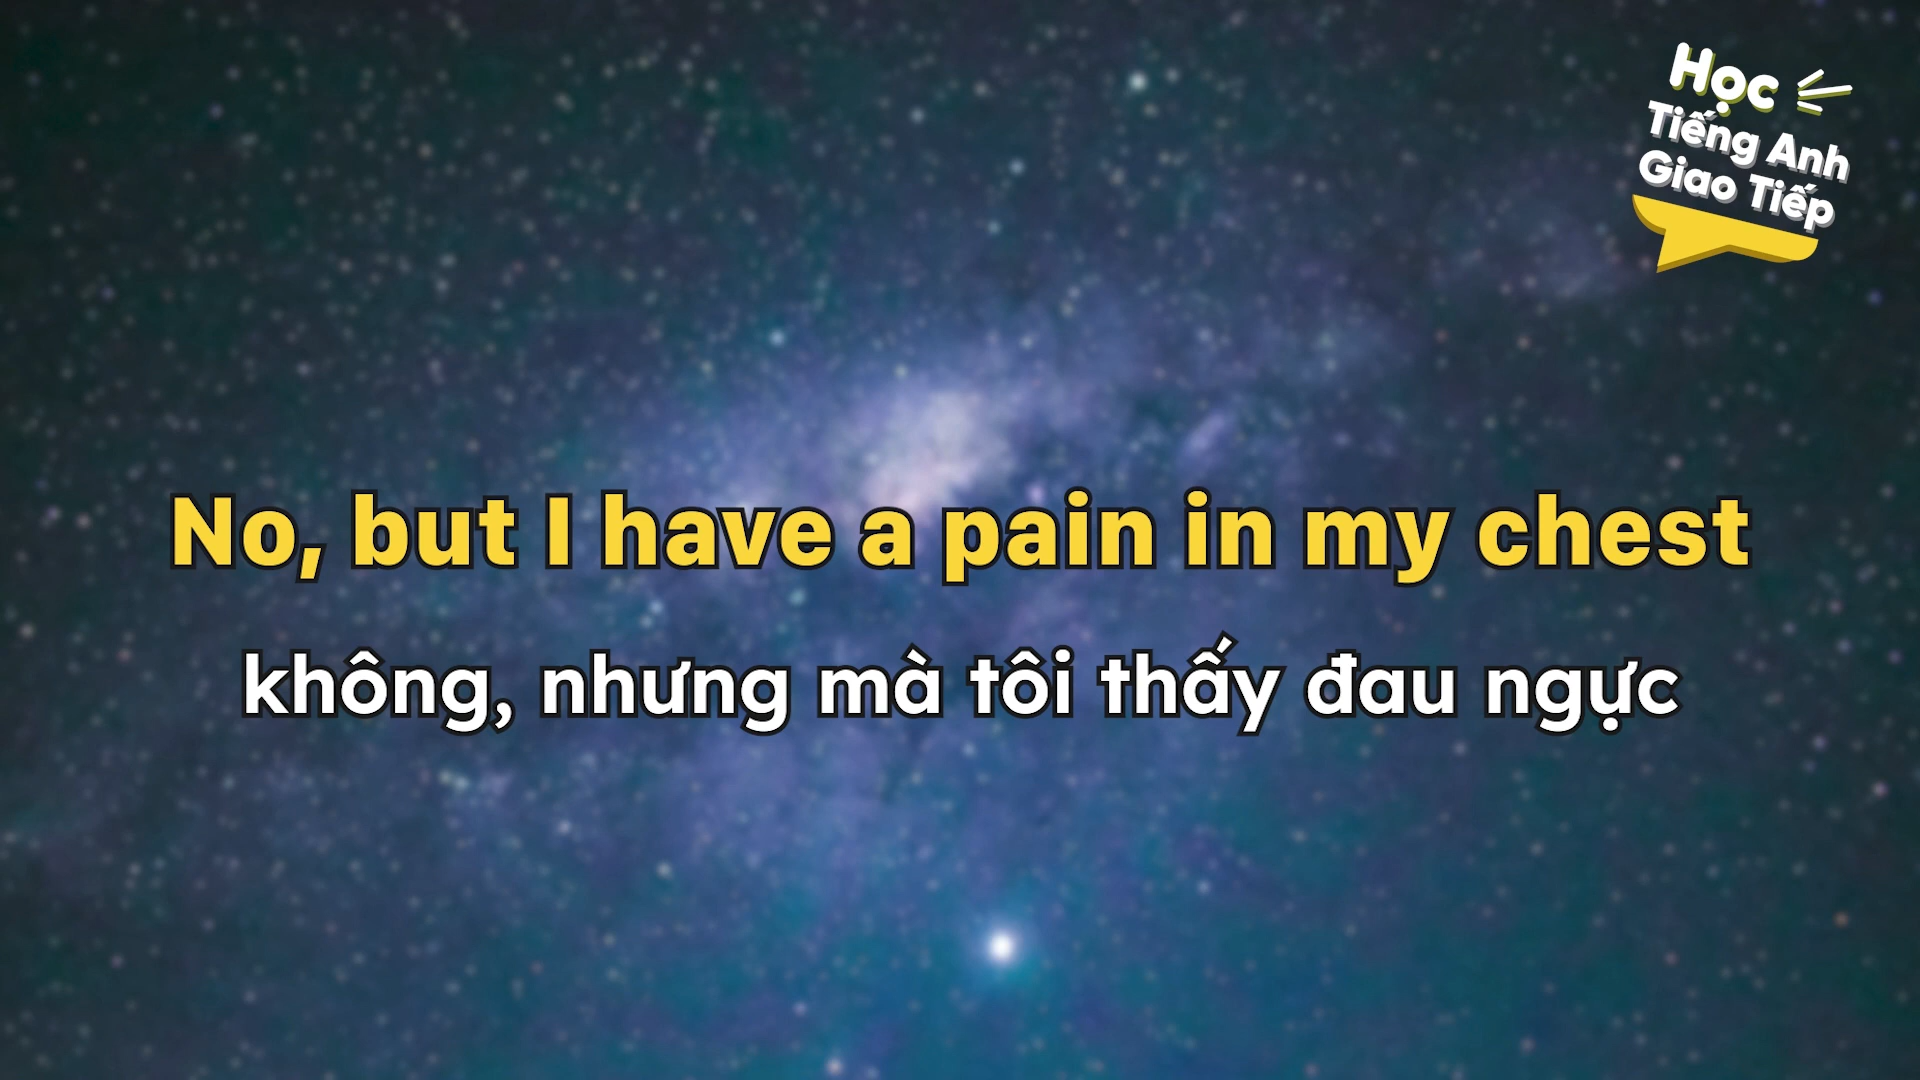 Học
Tiếng Anh
Giao Tiếp
No, but I have a pain in my chest
không, nhưng mà tôi thấy đau ngực